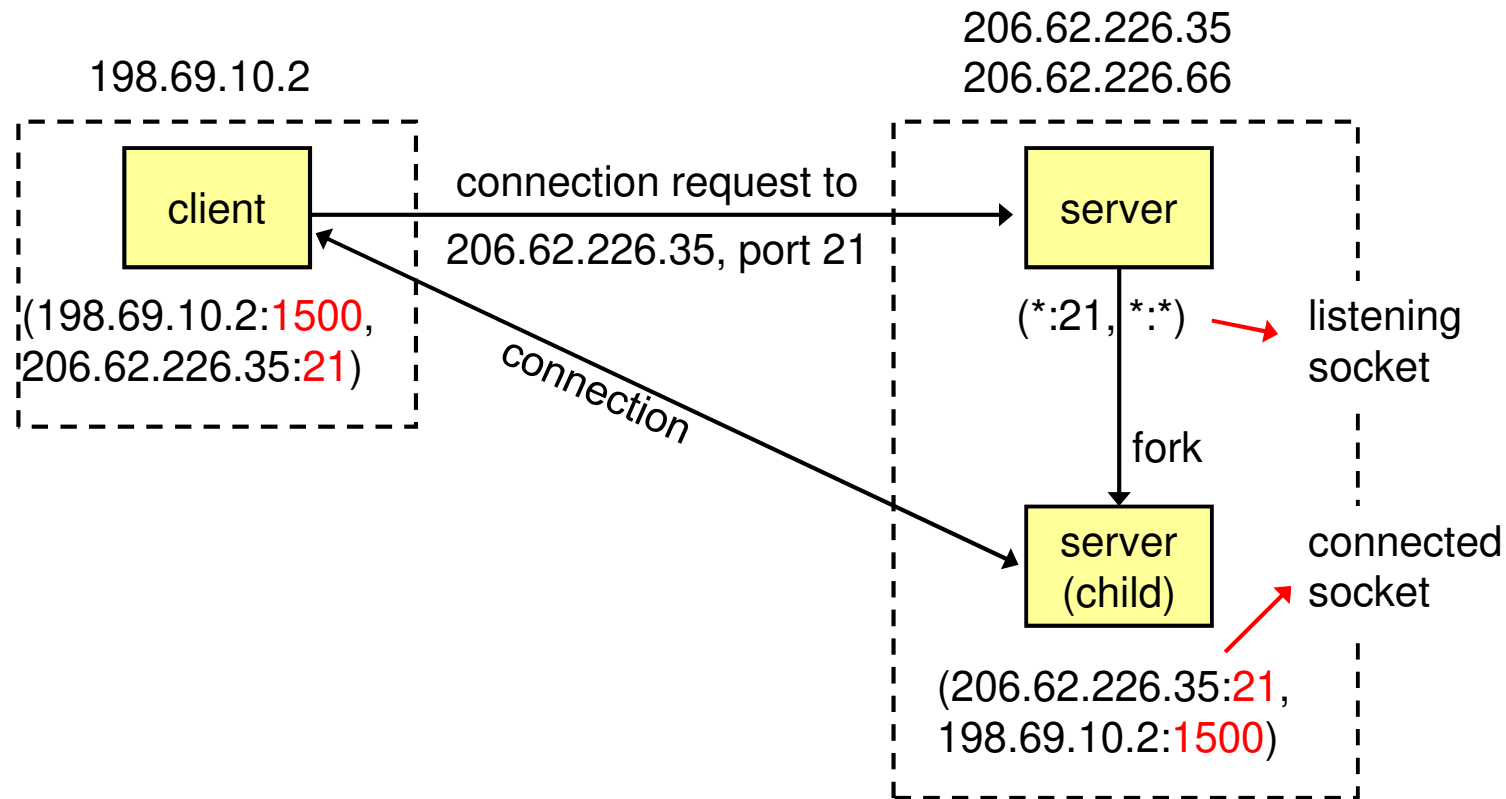 206.62.226.35
206.62.226.66
198.69.10.2
client
connection request to
206.62.226.35, port 21
server
(198.69.10.2:1500,
206.62.226.35:21)
(*:21, *:*)
listening
socket
connection
fork
server
(child)
connected
socket
(206.62.226.35:21,
198.69.10.2:1500)